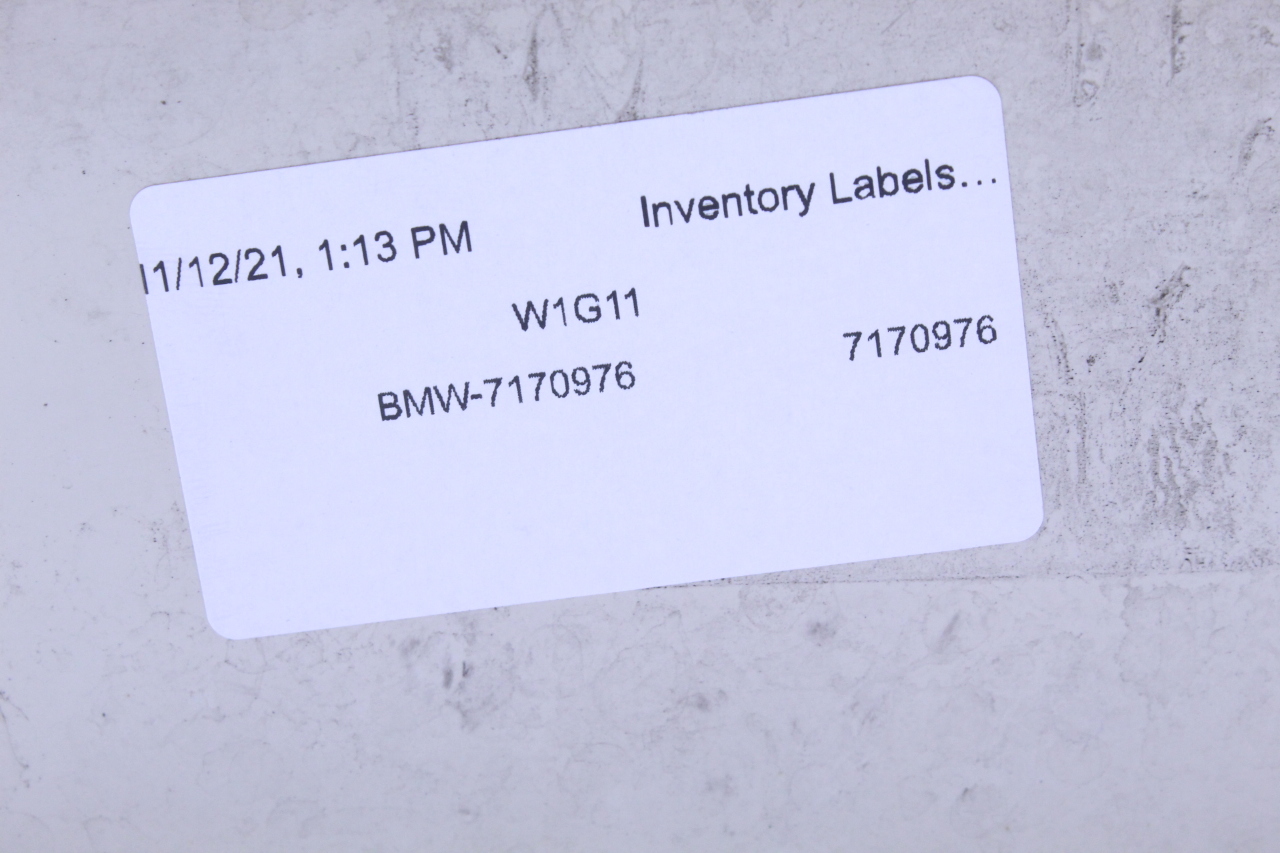 11/12/21, 1:13 PM Inventory Labels...
W1G11
BMW-7170976 7170976